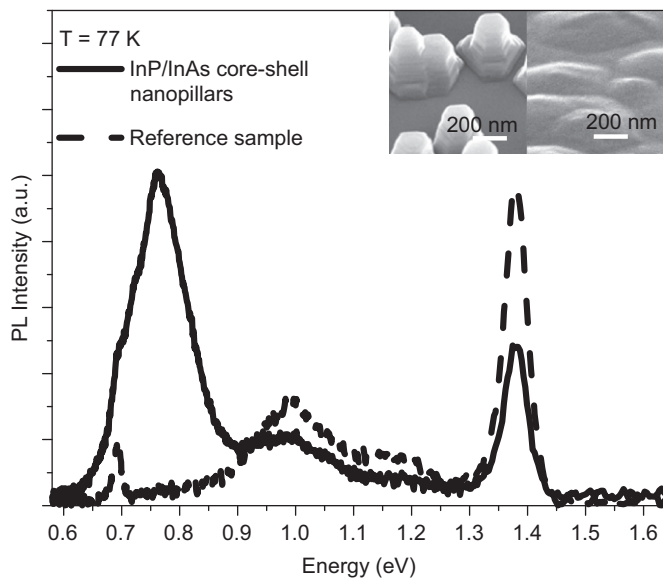 T = 77 K
InP/InAs core-shell
nanopillars
Reference sample
200 nm
200 nm
PL Intensity (a.u.)
0.6 0.7 0.8 0.9 1.0 1.1 1.2 1.3 1.4 1.5 1.6
Energy (eV)